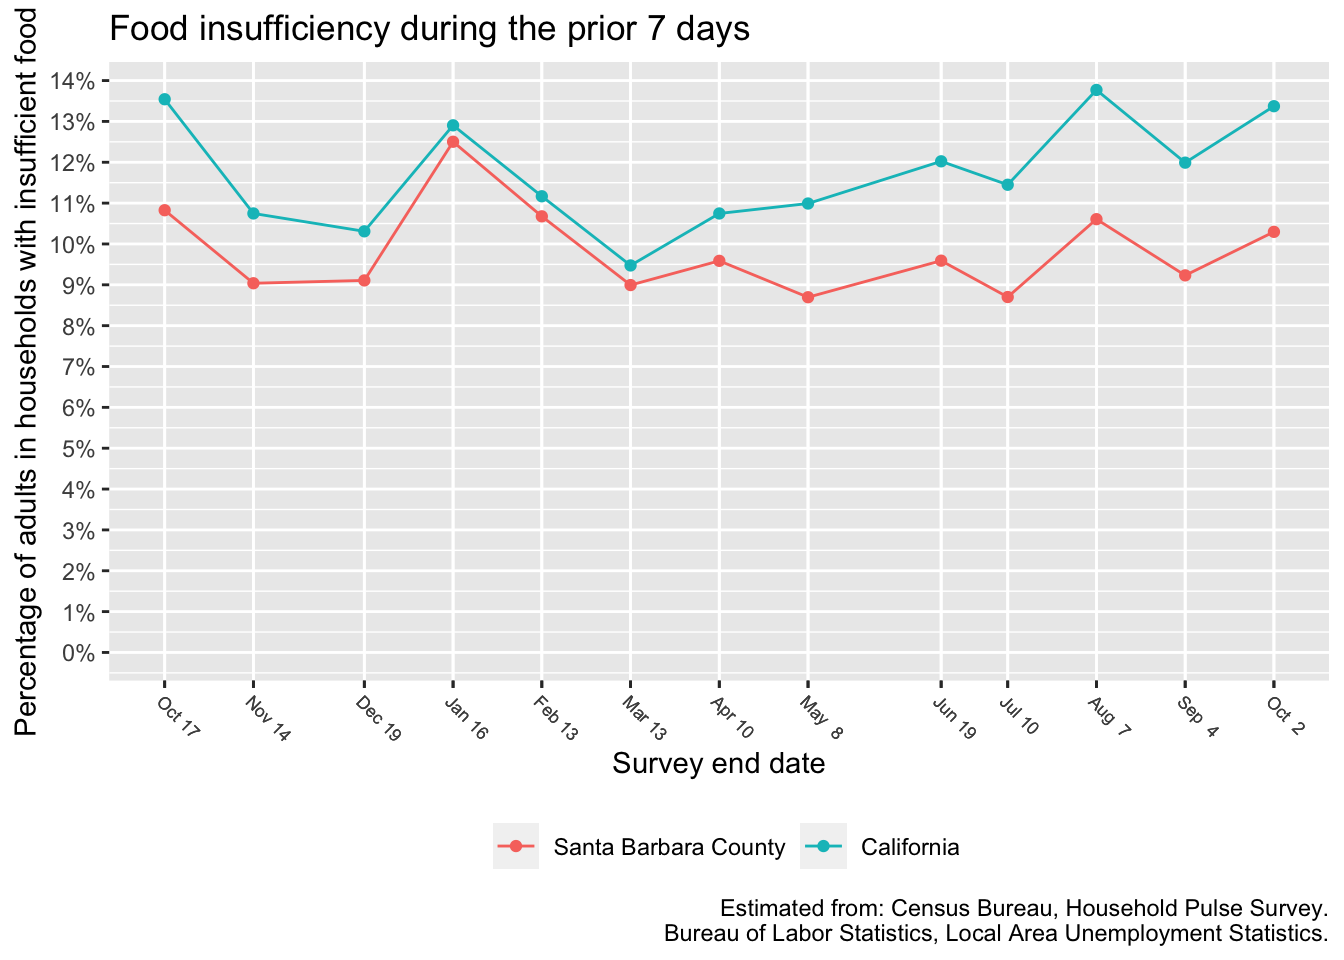 Food insufficiency during the prior 7 days
Percentage of adults in households with insufficient food
14%
13%
12%
11%
10%
9%
8%
7%
6%
5%
4%
3%
2%
1%
0%
Oct 17
Nov 14
Dec 19
Jan 16
Feb 13
Mar 13
Apr 10
May 8
Jun 19
Jul 10
Aug 7
Sep 4
Oct 2
Survey end date
Santa Barbara County
California
Estimated from: Census Bureau, Household Pulse Survey.
Bureau of Labor Statistics, Local Area Unemployment Statistics.